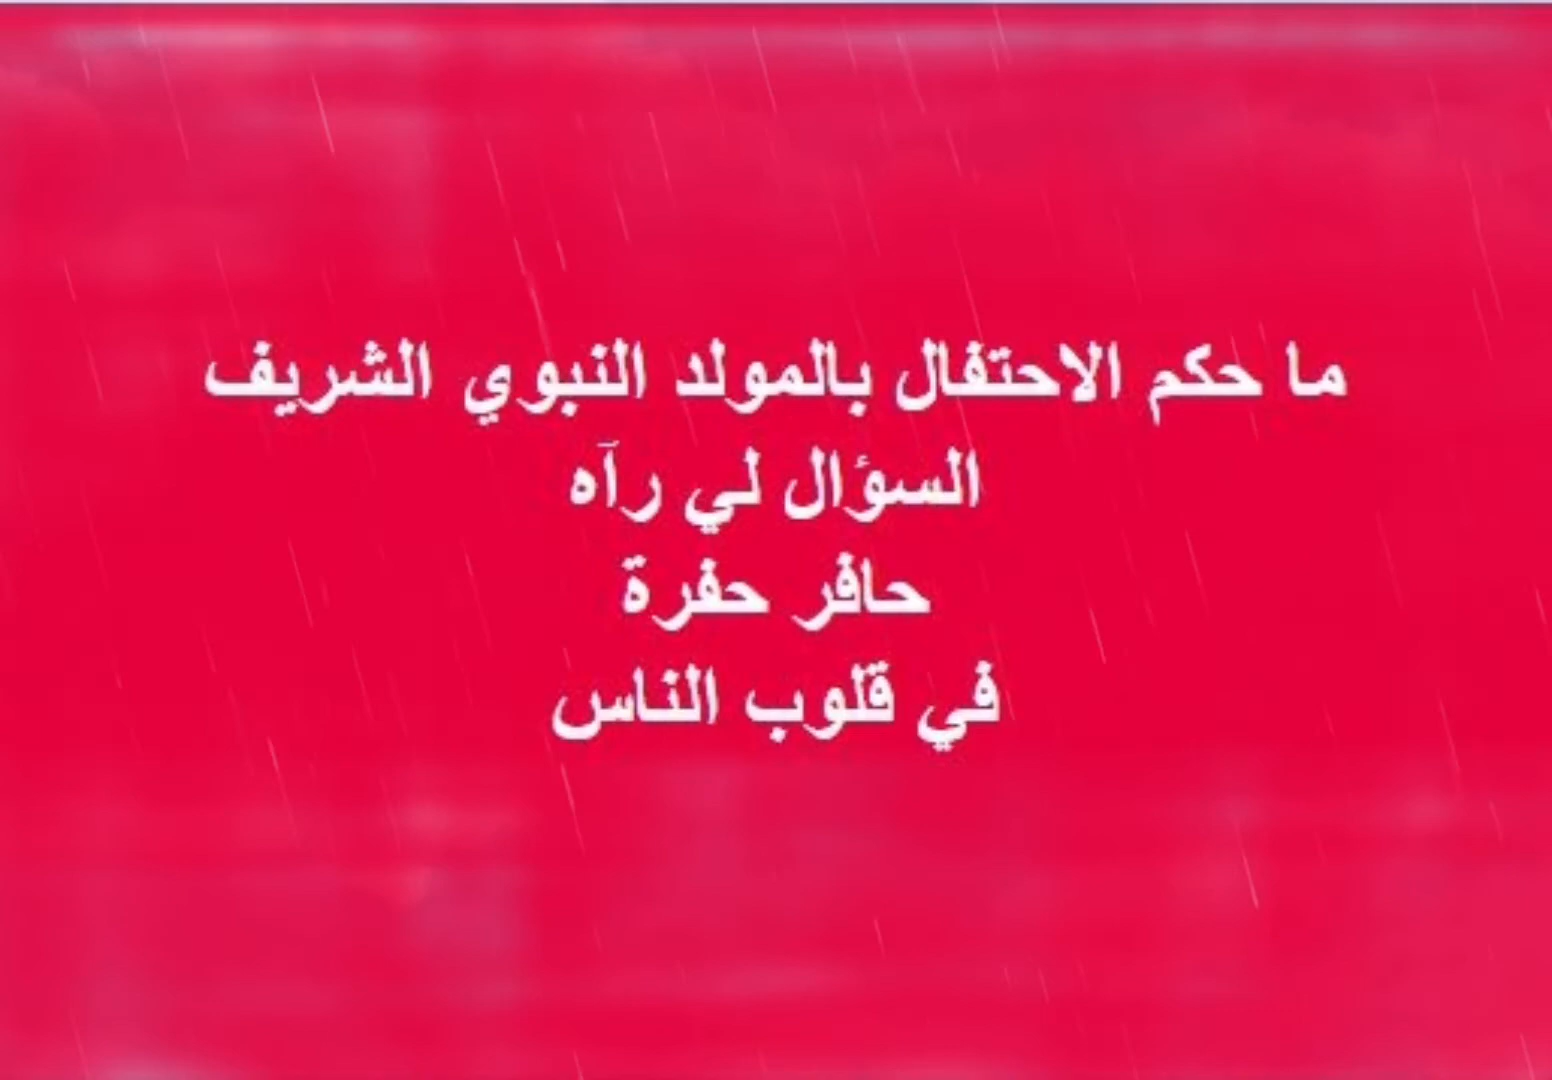 ما حكم الاحتفال بالمولد النبوي الشريف
السؤال لي رآه
حافر حفرة
في قلوب الناس